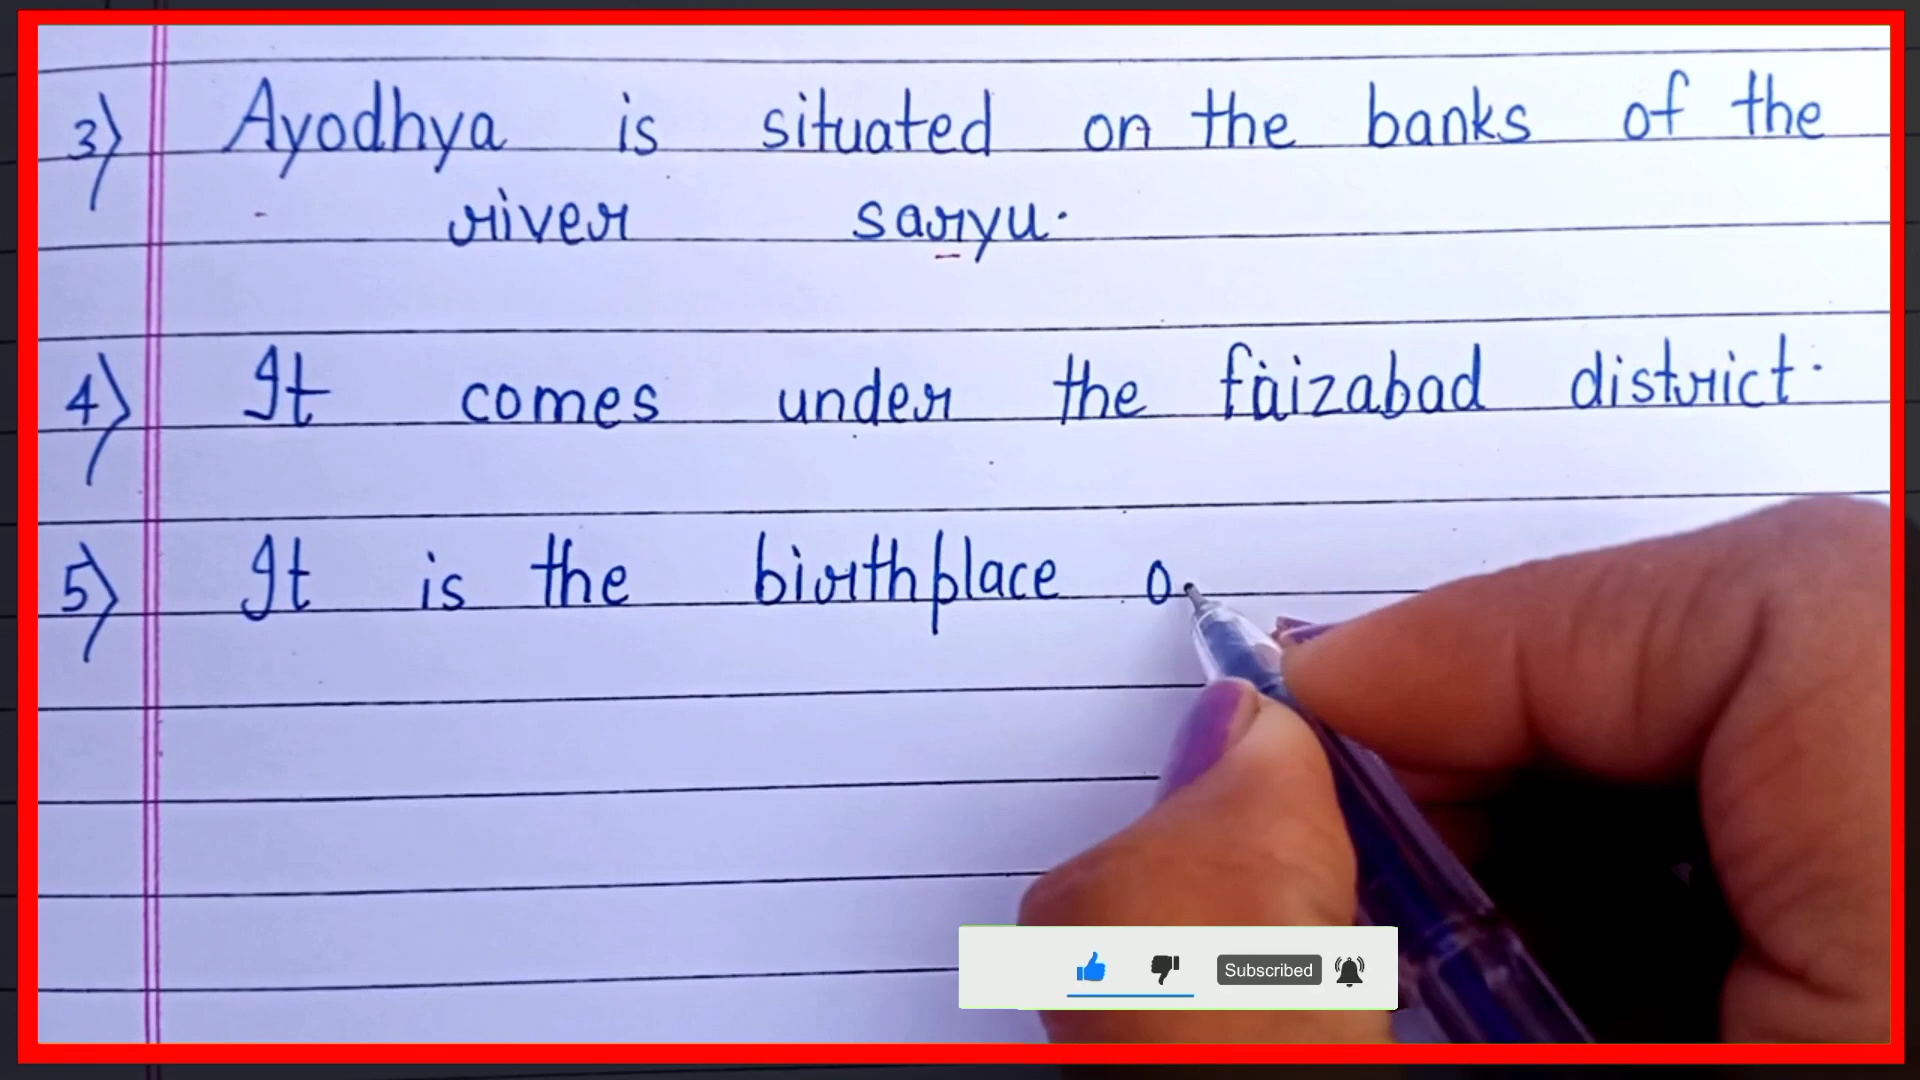 3) Ayodhya is situated on the banks of the
river saryu.
4) It comes under the faizabad district.
5) It is the birthplace o
Subscribed